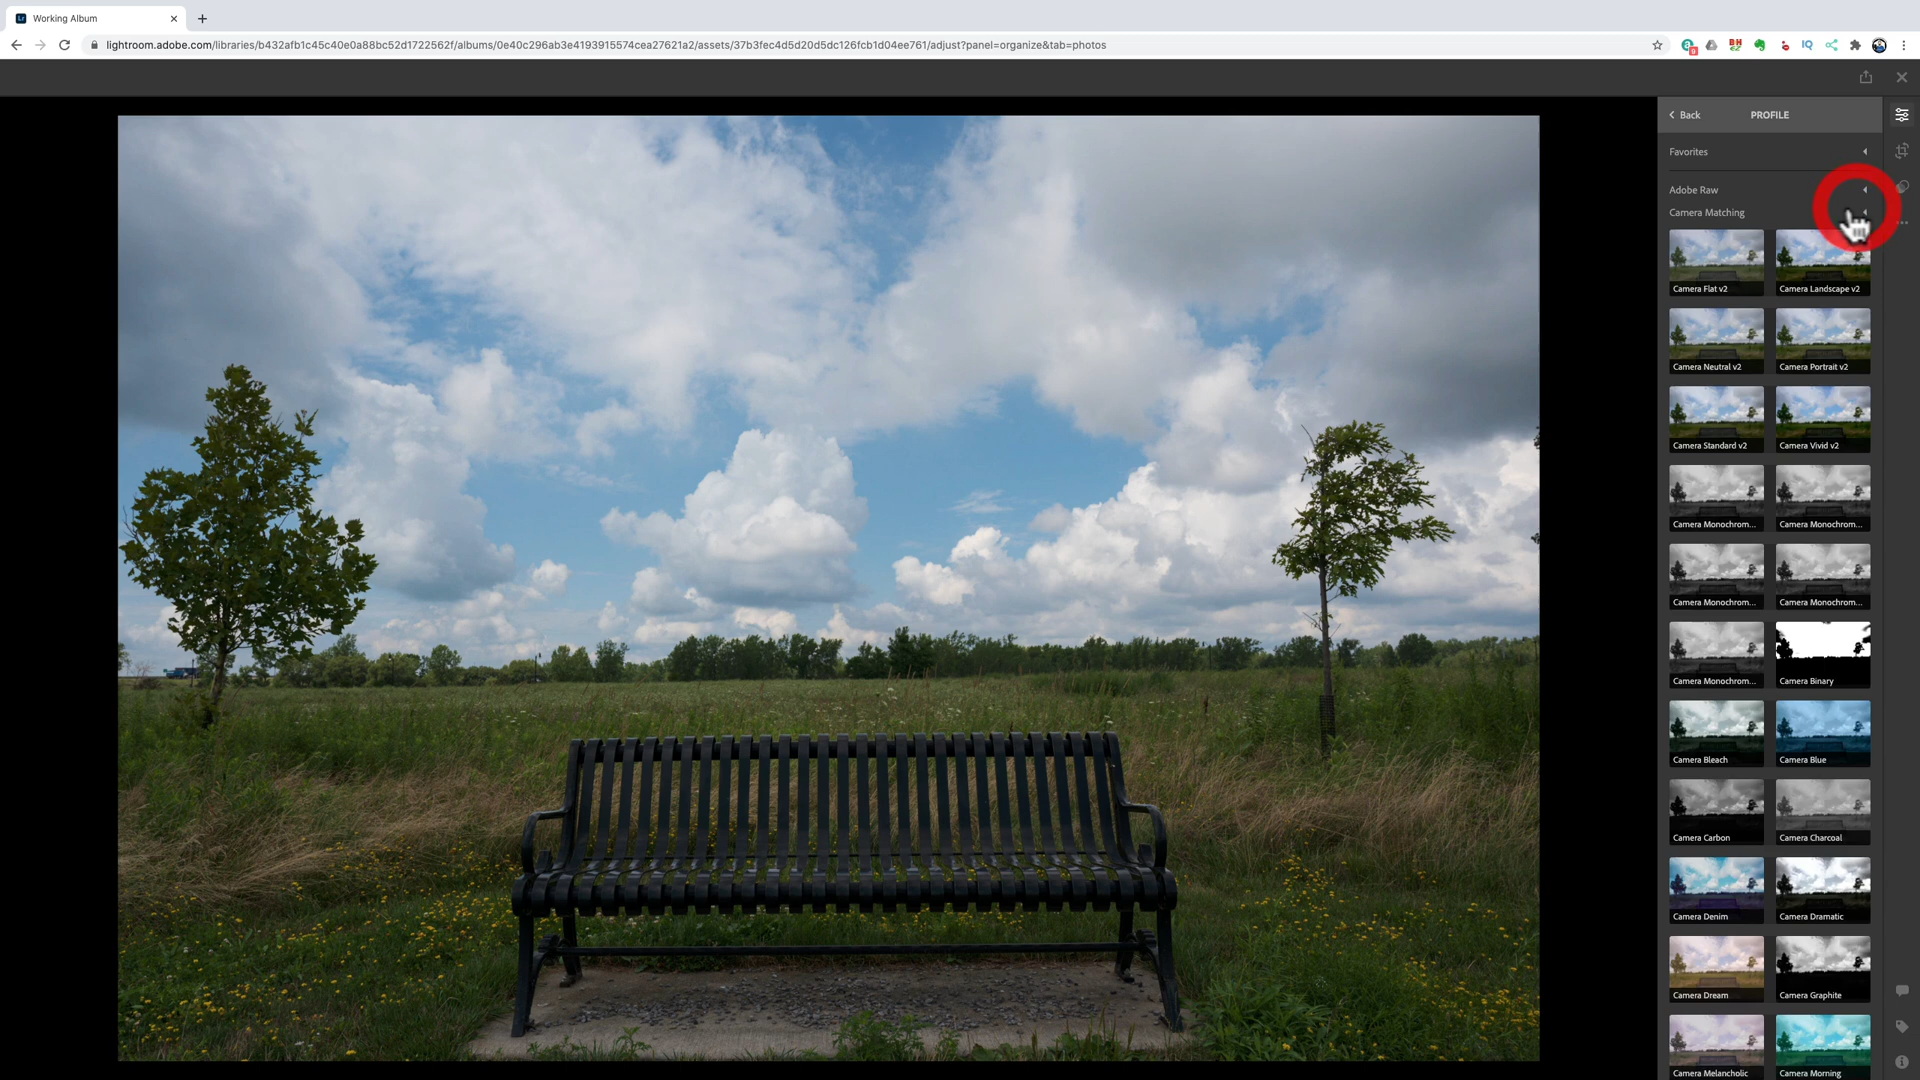 Lr Working Album
lightroom.adobe.com/libraries/b432afb1c45c40e0a88bc52d1722562f/albums/0e40c296ab3e4193915574cea27621a2/assets/37b3fec4d5d20d5dc126fcb1d04ee761/adjust?panel=organize&tab=photos
Back PROFILE
Favorites
Adobe Raw
Camera Matching
Camera Flat v2 Camera Landscape v2
Camera Neutral v2 Camera Portrait v2
Camera Standard v2 Camera Vivid v2
Camera Monochrom... Camera Monochrom...
Camera Monochrom... Camera Monochrom...
Camera Monochrom... Camera Binary
Camera Bleach Camera Blue
Camera Carbon Camera Charcoal
Camera Denim Camera Dramatic
Camera Dream Camera Graphite
Camera Melancholic Camera Morning